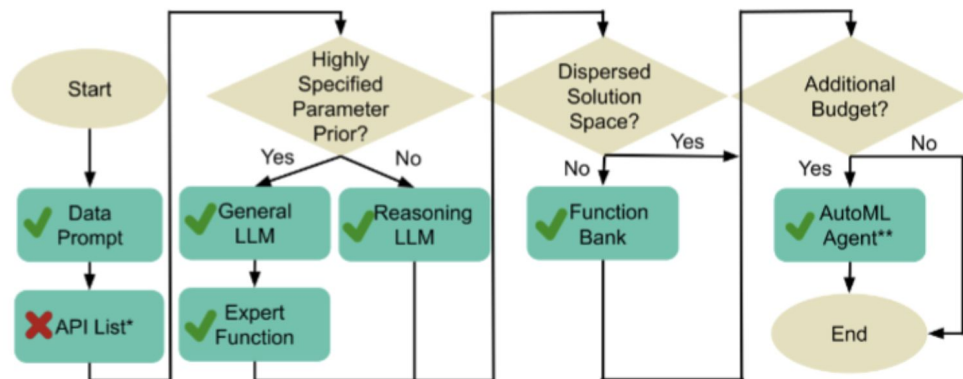 Start
Data
Prompt
API List*
Highly
Specified
Parameter
Prior?
Yes
No
General
LLM
Reasoning
LLM
Expert
Function
Dispersed
Solution
Space?
Yes
No
Function
Bank
Additional
Budget?
No
Yes
AutoML
Agent**
End